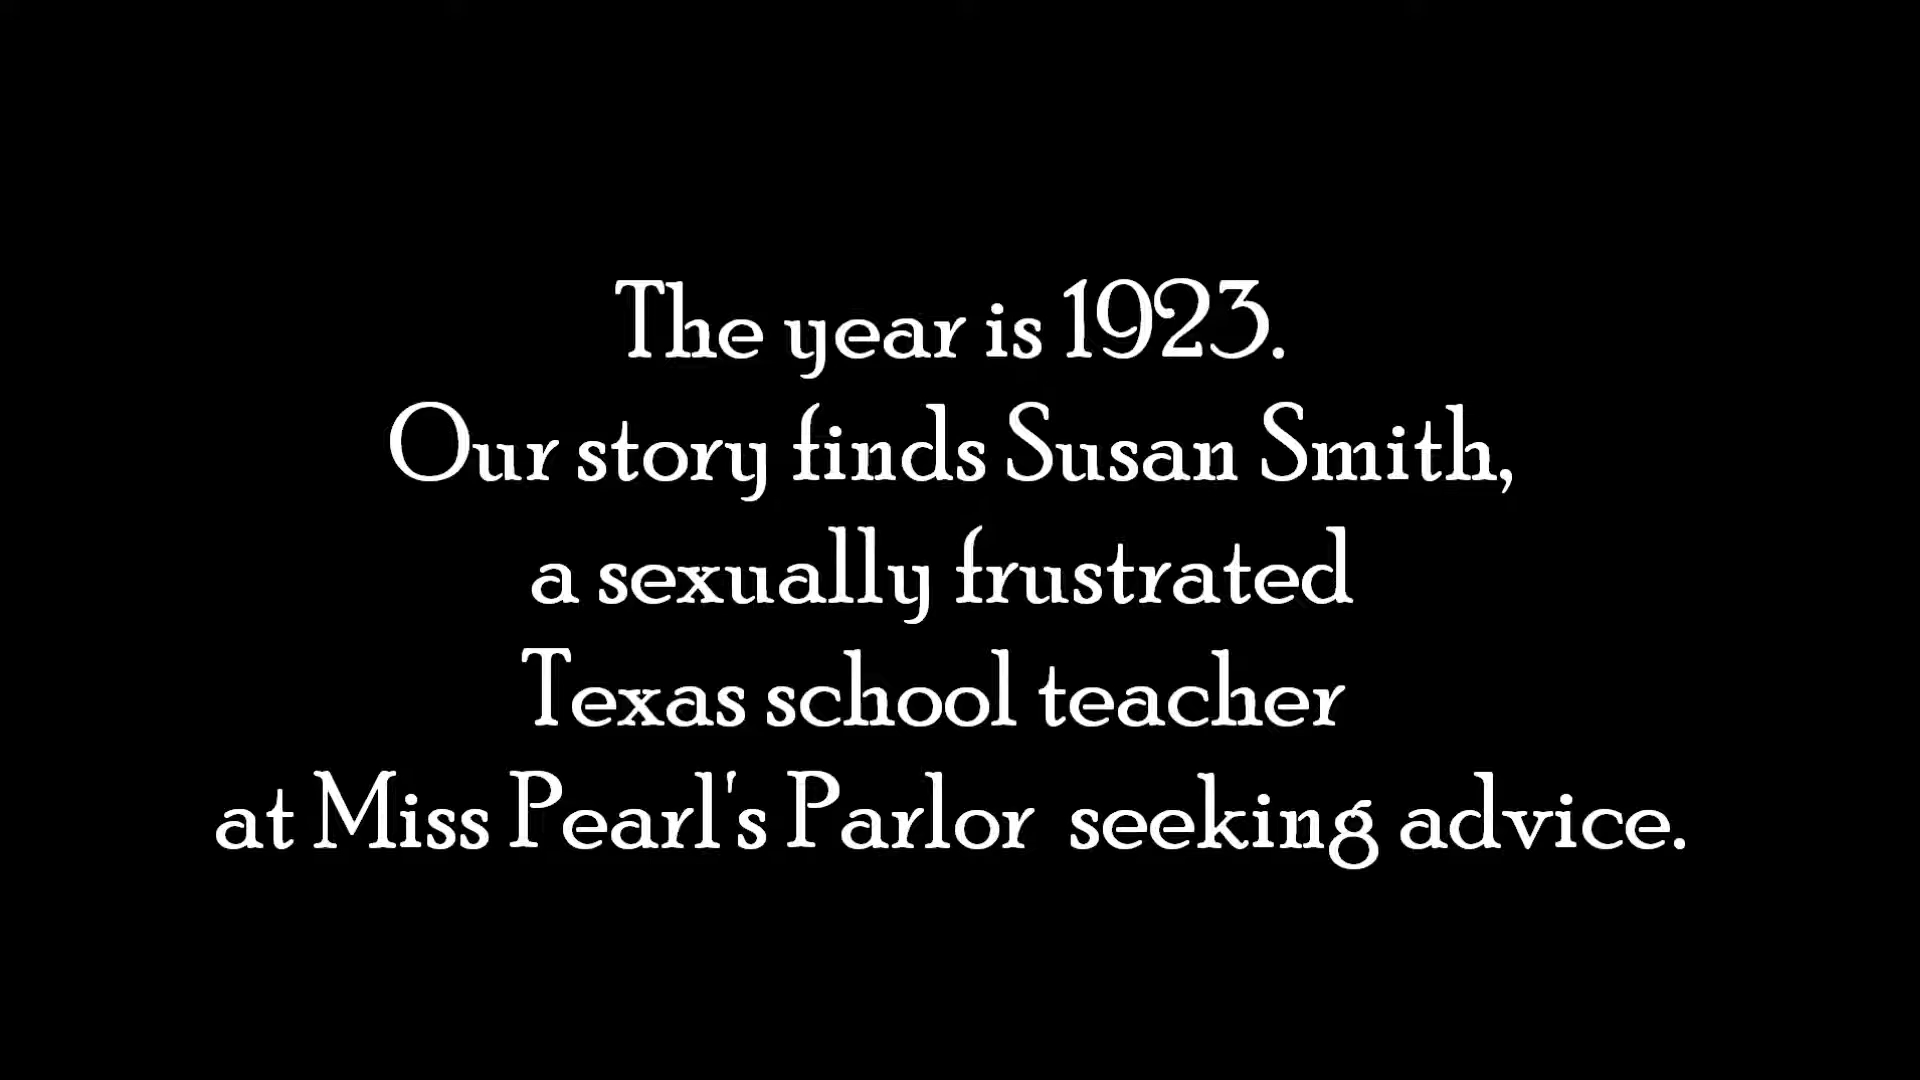 The year is 1923.
Our story finds Susan Smith,
a sexually frustrated
Texas school teacher
at Miss Pearl's Parlor seeking advice.